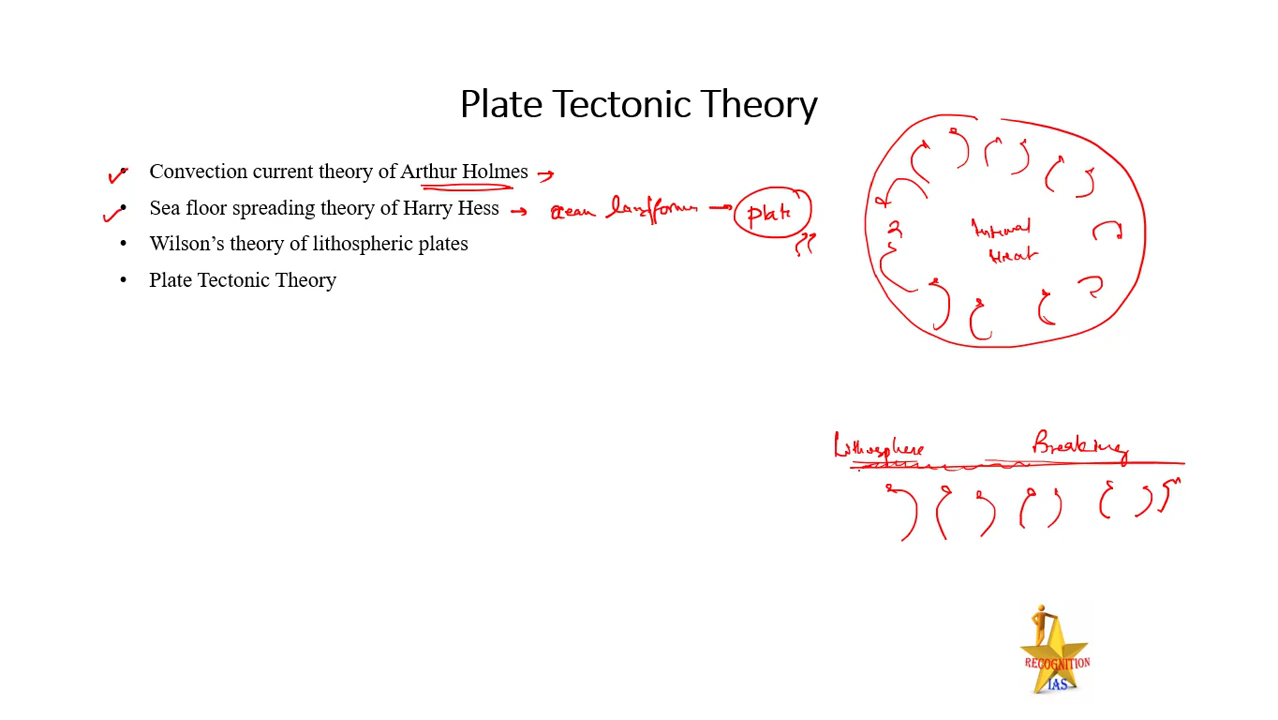 Plate Tectonic Theory
• Convection current theory of Arthur Holmes →
• Sea floor spreading theory of Harry Hess → ocean landforms → plate
??
• Wilson's theory of lithospheric plates
• Plate Tectonic Theory
Internal
Heat
Lithosphere Breaking
RECOGNITION
IAS